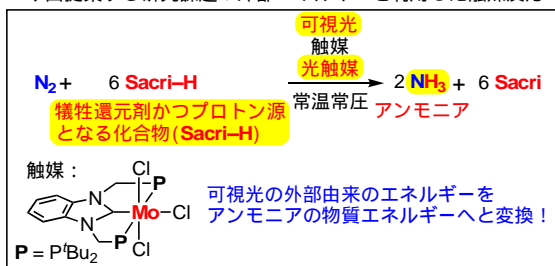 可視光
触媒
N2 + 6 Sacri–H 光触媒 2 NH3 + 6 Sacri
常温常圧 アンモニア
犠牲還元剤かつプロトン源
となる化合物(Sacri–H)
触媒：
Cl
P
N
Mo Cl
N
P Cl
P = PtBu2
可視光の外部由来のエネルギーを
アンモニアの物質エネルギーへと変換！